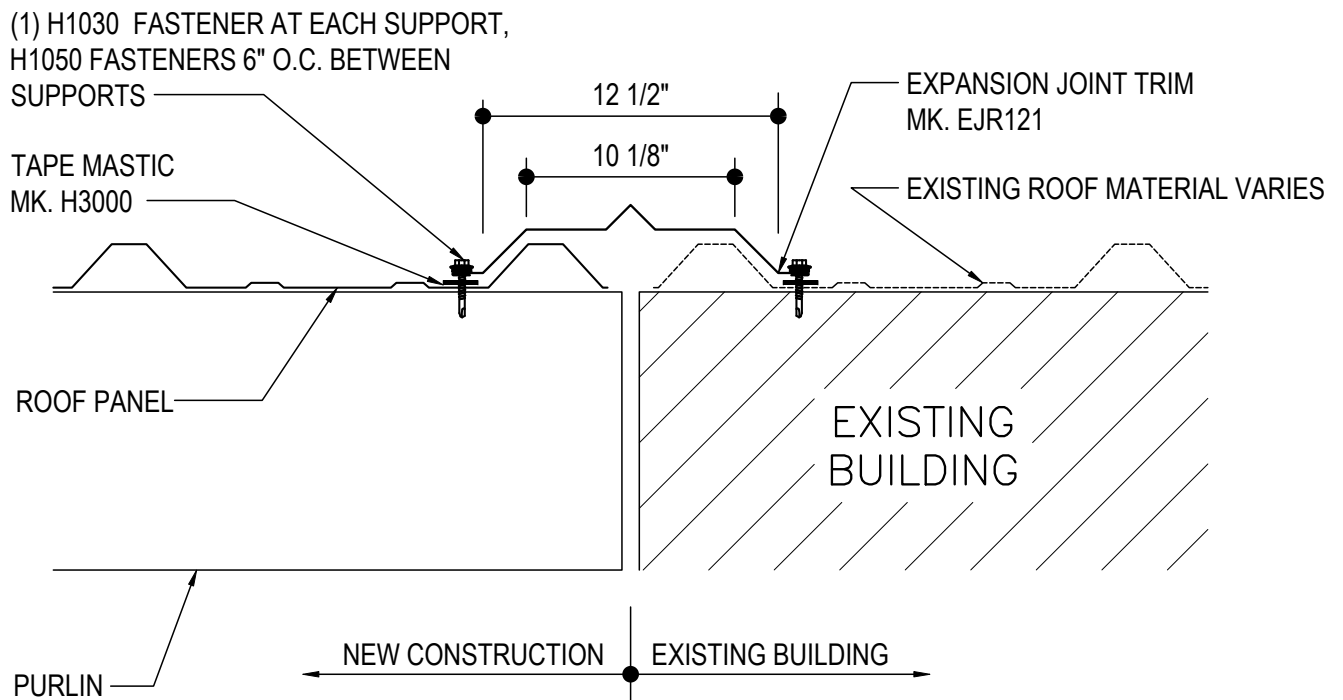 (1) H1030 FASTENER AT EACH SUPPORT,
H1050 FASTENERS 6" O.C. BETWEEN
SUPPORTS
12 1/2"
EXPANSION JOINT TRIM
MK. EJR121
10 1/8"
TAPE MASTIC
MK. H3000
EXISTING ROOF MATERIAL VARIES
ROOF PANEL
EXISTING
BUILDING
NEW CONSTRUCTION
EXISTING BUILDING
PURLIN